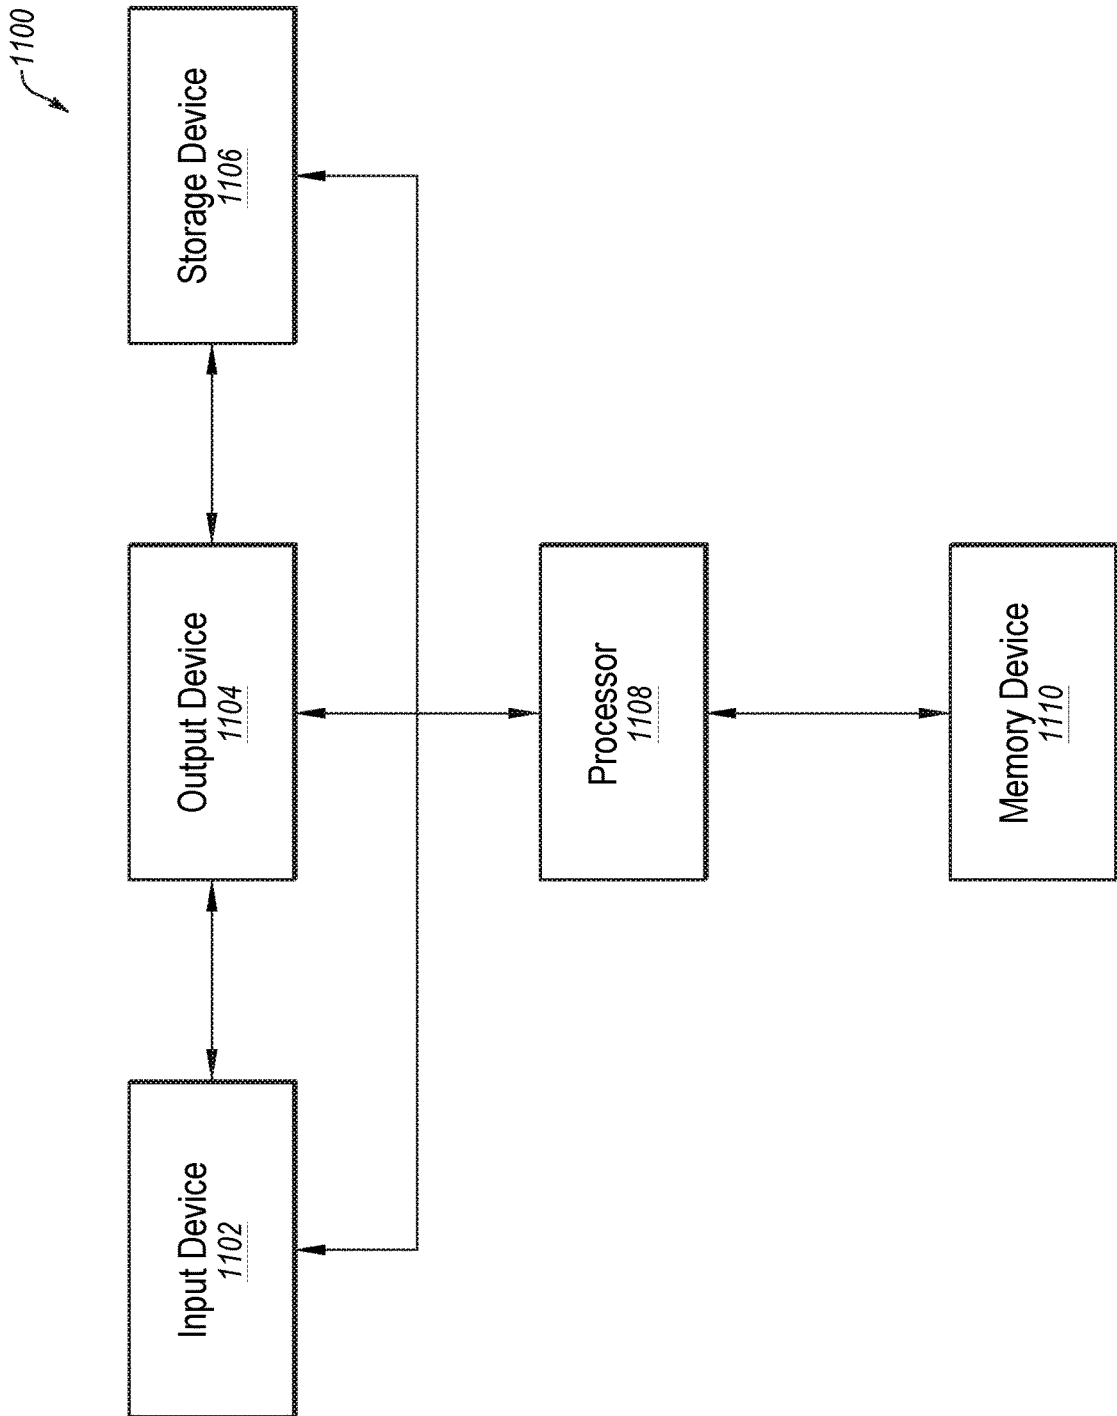 1100
Input Device
1102
Output Device
1104
Storage Device
1106
Processor
1108
Memory Device
1110